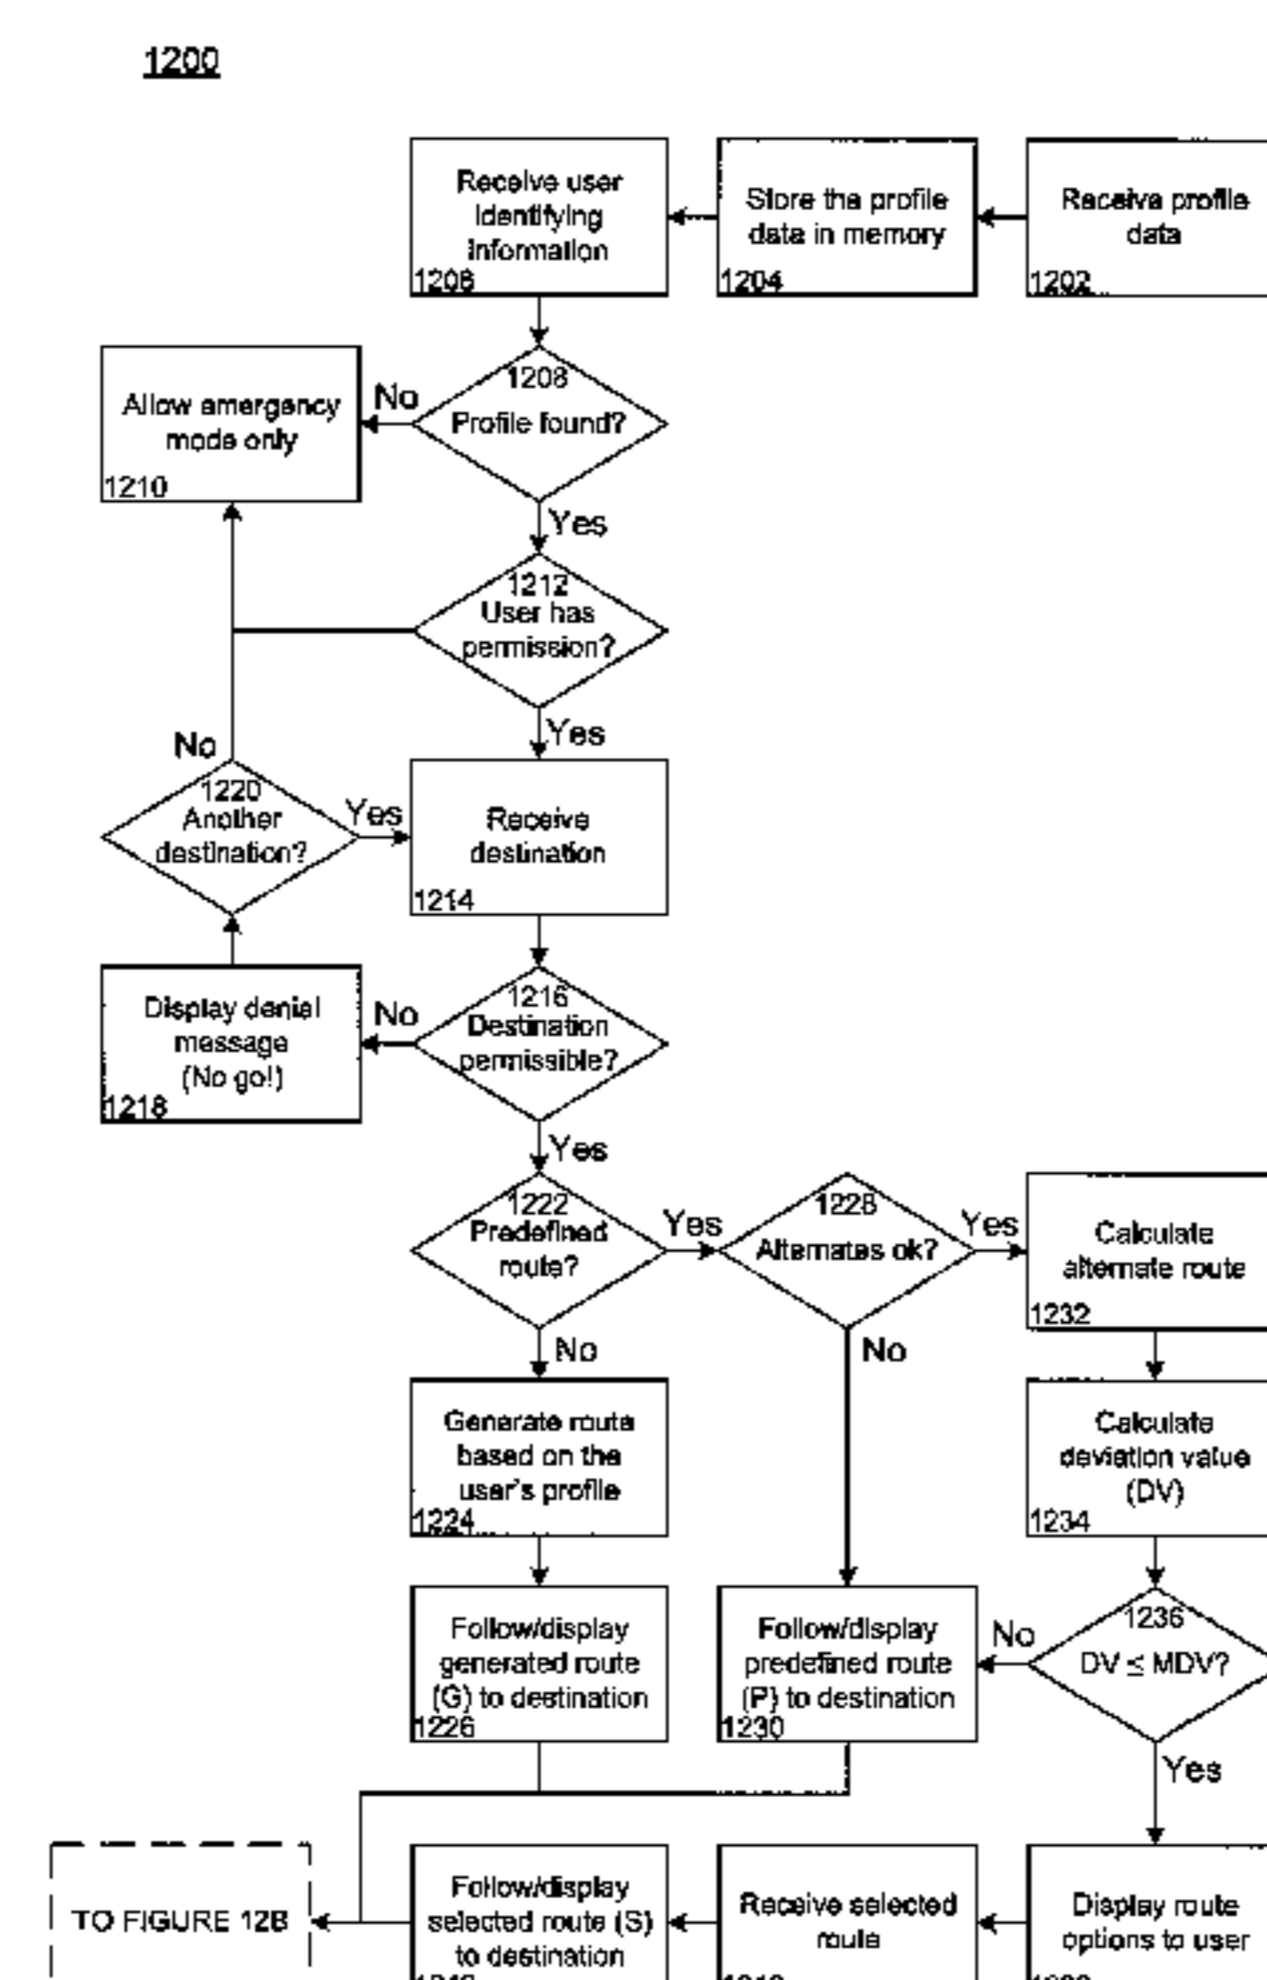 1200
Receive user
identifying
information
1206
Store the profile
data in memory
1204
Receive profile
data
1202
Allow emergency
mode only
1210
No
1208
Profile found?
Yes
1212
User has
permission?
Yes
No
1220
Another
destination?
Yes
Receive
destination
1214
Display denial
message
(No go!)
1218
No
1216
Destination
permissible?
Yes
1222
Predefined
route?
Yes
1228
Alternates ok?
Yes
Calculate
alternate route
1232
No
No
Generate route
based on the
user's profile
1224
Calculate
deviation value
(DV)
1234
Follow/display
generated route
(G) to destination
1226
Follow/display
predefined route
(P) to destination
1230
No
1236
DV ≤ MDV?
Yes
TO FIGURE 12B
Follow/display
selected route (S)
to destination
Receive selected
route
Display route
options to user